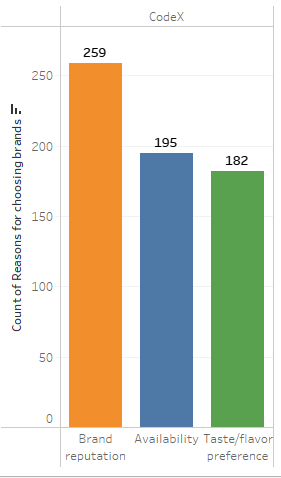 CodeX
Count of Reasons for choosing brands
250
200
150
100
50
0
259
195
182
Brand
reputation
Availability
Taste/flavor
preference